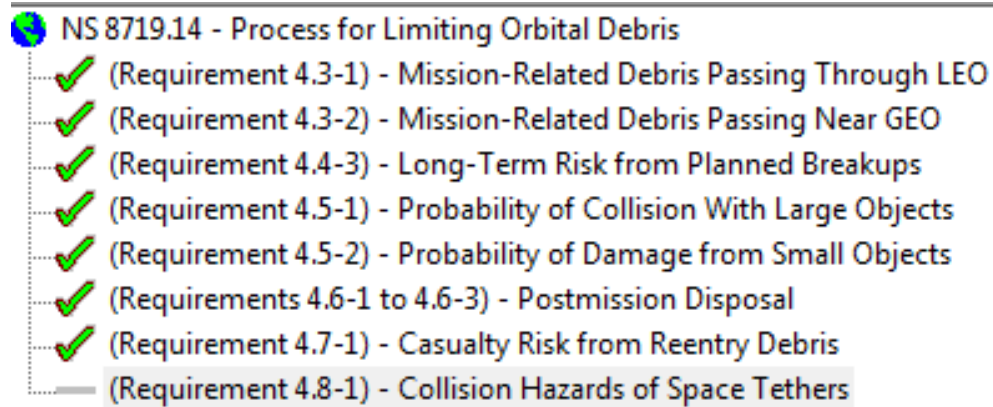 NS 8719.14 - Process for Limiting Orbital Debris
(Requirement 4.3-1) - Mission-Related Debris Passing Through LEO
(Requirement 4.3-2) - Mission-Related Debris Passing Near GEO
(Requirement 4.4-3) - Long-Term Risk from Planned Breakups
(Requirement 4.5-1) - Probability of Collision With Large Objects
(Requirement 4.5-2) - Probability of Damage from Small Objects
(Requirements 4.6-1 to 4.6-3) - Postmission Disposal
(Requirement 4.7-1) - Casualty Risk from Reentry Debris
(Requirement 4.8-1) - Collision Hazards of Space Tethers